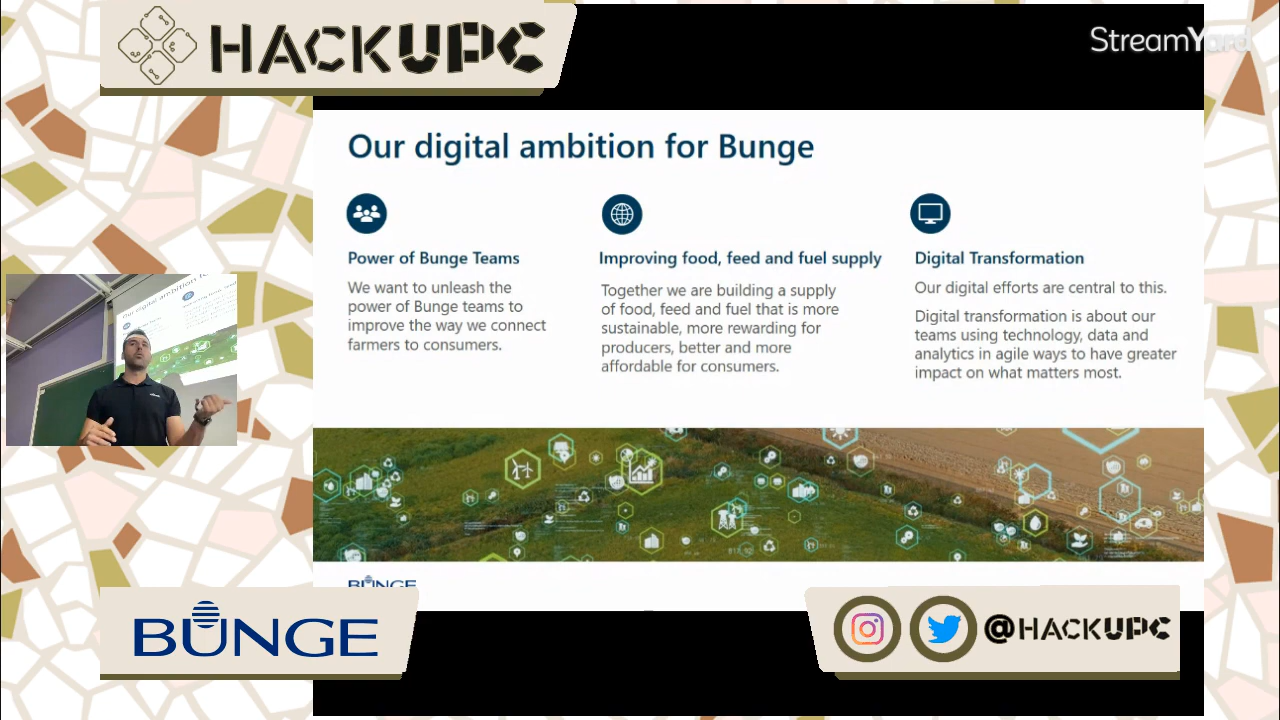 HACKUPC
StreamYard
Our digital ambition for Bunge
Power of Bunge Teams
We want to unleash the
power of Bunge teams to
improve the way we connect
farmers to consumers.
Improving food, feed and fuel supply
Together we are building a supply
of food, feed and fuel that is more
sustainable, more rewarding for
producers, better and more
affordable for consumers.
Digital Transformation
Our digital efforts are central to this.
Digital transformation is about our
teams using technology, data and
analytics in agile ways to have greater
impact on what matters most.
BUNGE
BUNGE
@HACKUPC